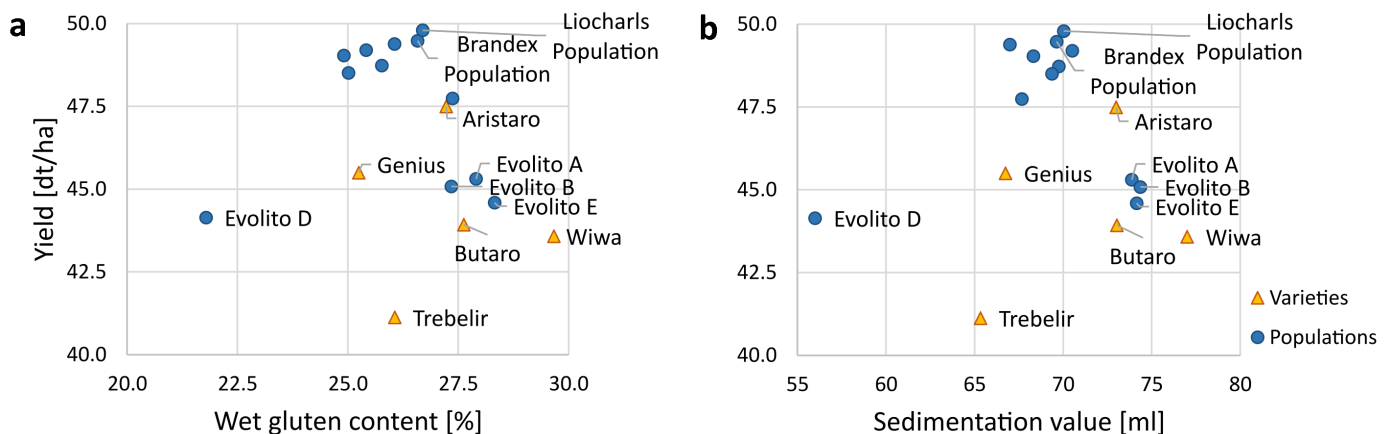 a
Yield [dt/ha]
50.0
47.5
45.0
42.5
40.0
20.0 22.5 25.0 27.5 30.0
Wet gluten content [%]
Liocharls
Population
Brandex
Population
Aristaro
Genius
Evolito A
Evolito B
Evolito E
Evolito D
Butaro
Wiwa
Trebelir
b
50.0
47.5
45.0
42.5
40.0
55 60 65 70 75 80
Sedimentation value [ml]
Liocharls
Population
Brandex
Population
Aristaro
Genius
Evolito A
Evolito B
Evolito E
Evolito D
Butaro
Wiwa
Trebelir
Varieties
Populations